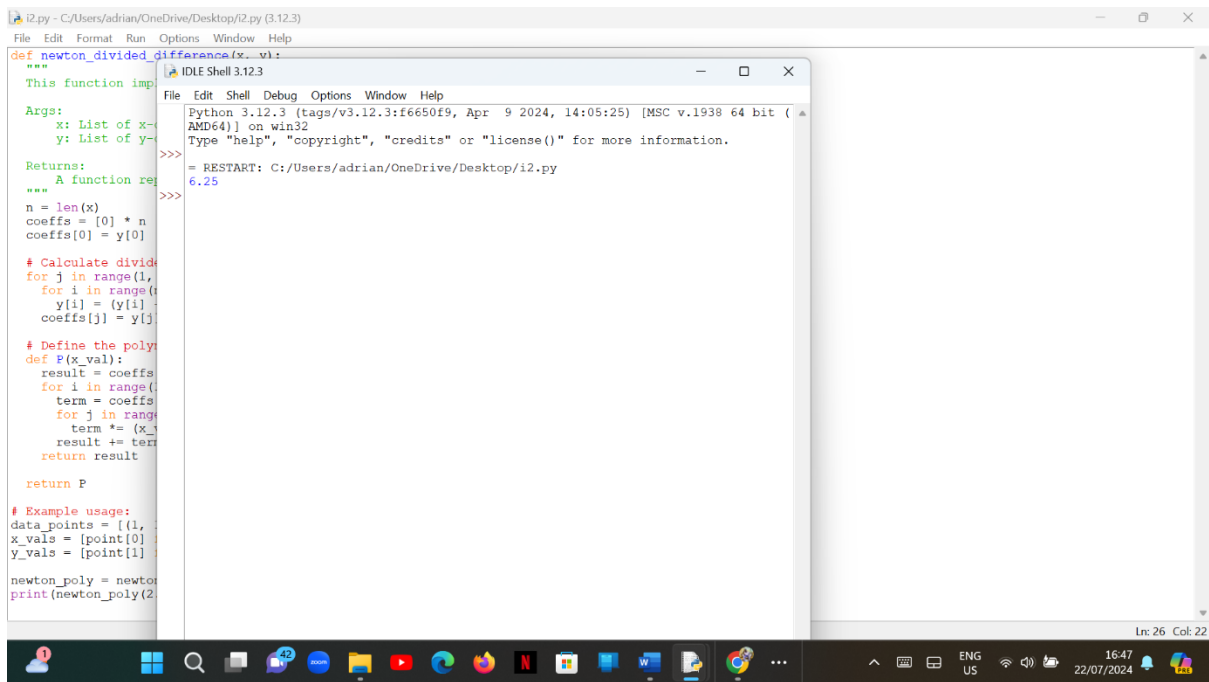 i2.py - C:/Users/adrian/OneDrive/Desktop/i2.py (3.12.3)
File Edit Format Run Options Window Help
def newton_divided_difference(x, y):
"""
This function imp
Args:
x: List of x-
y: List of y-
Returns:
A function rep
"""
n = len(x)
coeffs = [0] * n
coeffs[0] = y[0]
# Calculate divide
for j in range(1,
for i in range(
y[i] = (y[i] -
coeffs[j] = y[j]
# Define the poly
def P(x_val):
result = coeffs
for i in range(
term = coeffs
for j in range
term *= (x_
result += ter
return result
return P
# Example usage:
data_points = [(1,
x_vals = [point[0]
y_vals = [point[1]
newton_poly = newto
print(newton_poly(2.
IDLE Shell 3.12.3
File Edit Shell Debug Options Window Help
Python 3.12.3 (tags/v3.12.3:f6650f9, Apr 9 2024, 14:05:25) [MSC v.1938 64 bit (
AMD64)] on win32
Type "help", "copyright", "credits" or "license()" for more information.
>>>
= RESTART: C:/Users/adrian/OneDrive/Desktop/i2.py
6.25
>>>
Ln: 26 Col: 22
1
42
zoom
N
W
ENG
US
16:47
22/07/2024
PRE